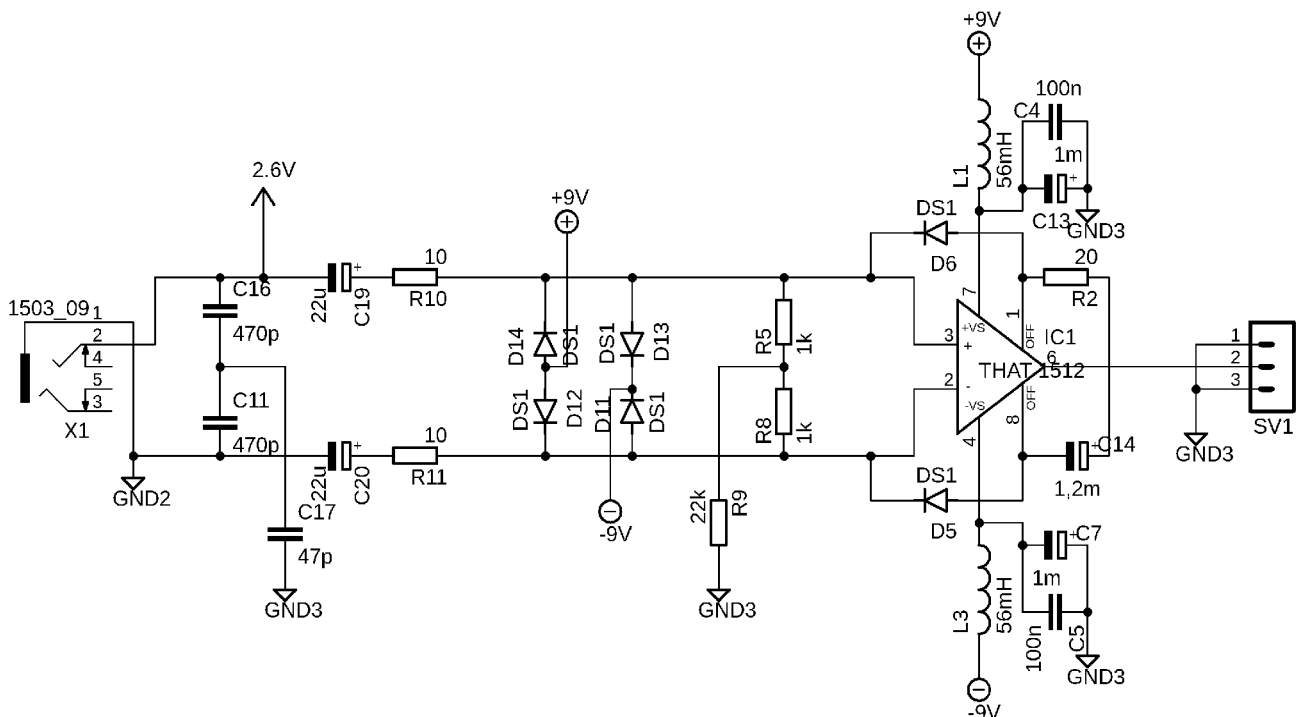 +9V
100n
C4
1m
L1
56mH
2.6V
+9V
DS1
C13
GND3
D6
20
R2
C16
22u
+
C19
10
R10
470p
1503_09
1
2
4
5
3
X1
D14
DS1
DS1
D13
R5
1k
7
1
+VS
OFF
IC1
3
+
THAT 1512
6
2
-
-VS
OFF
8
4
1
2
3
SV1
GND3
C11
470p
DS1
D12
D11
DS1
R8
1k
GND2
22u
+
C20
10
R11
C17
47p
GND3
-9V
22k
R9
GND3
DS1
D5
+
C14
1,2m
+
C7
1m
L3
56mH
100n
C5
GND3
-9V
+